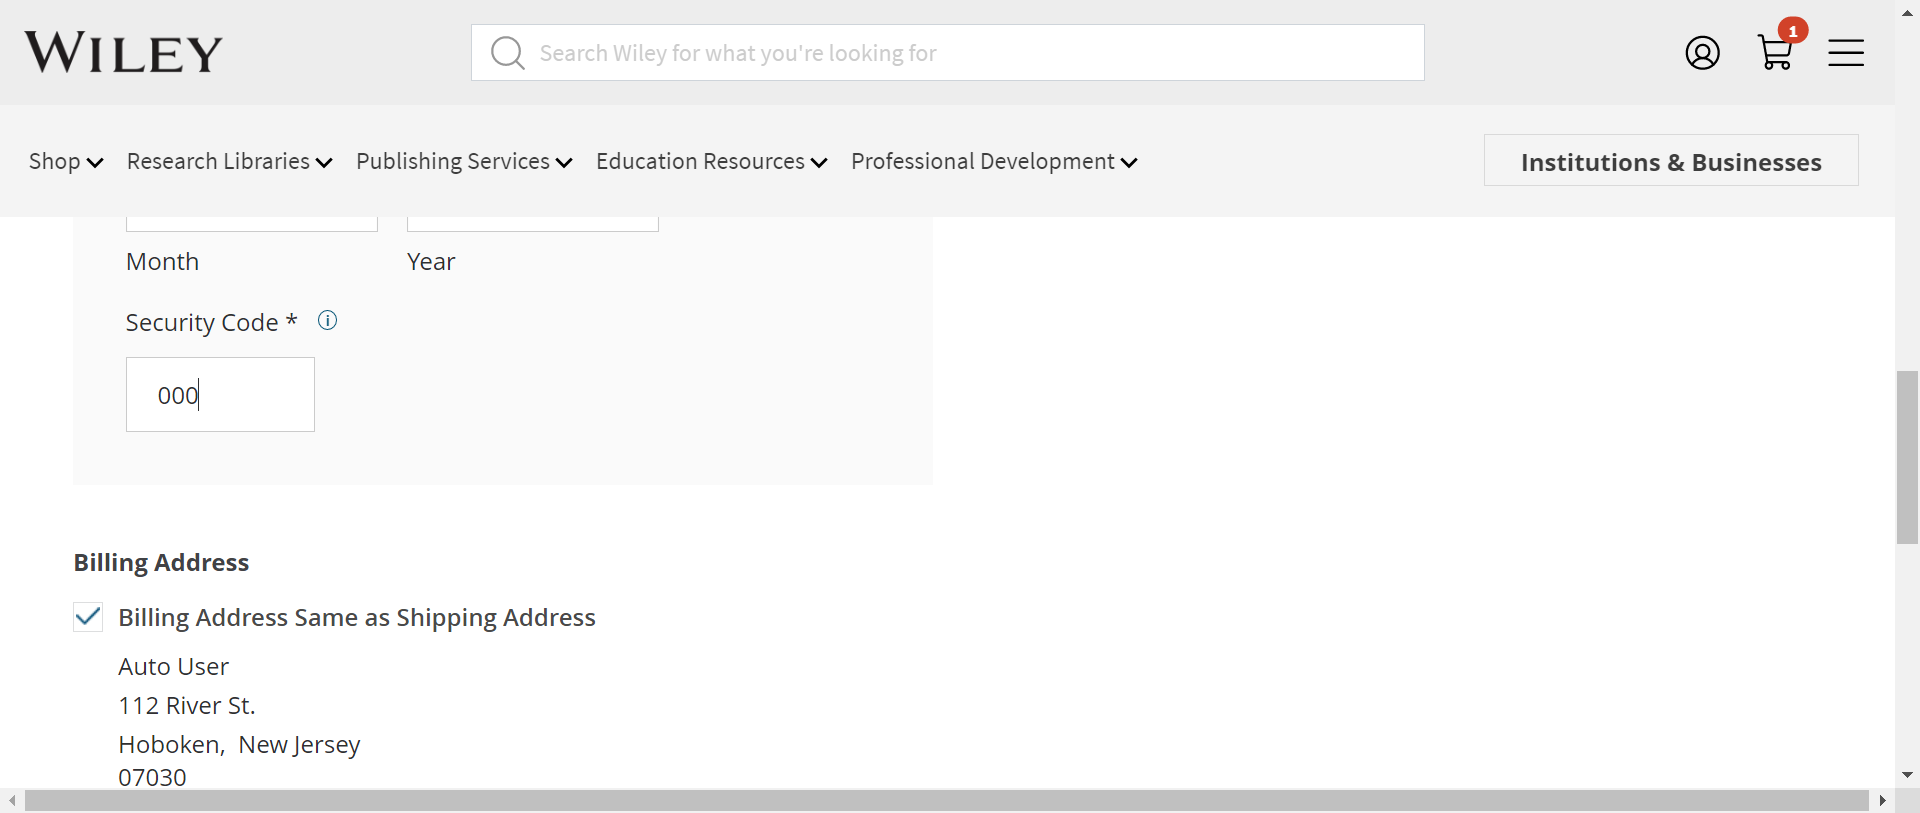 WILEY
Search Wiley for what you're looking for
1
Shop Research Libraries Publishing Services Education Resources Professional Development
Institutions & Businesses
Month Year
Security Code *
000
Billing Address
Billing Address Same as Shipping Address
Auto User
112 River St.
Hoboken, New Jersey
07030